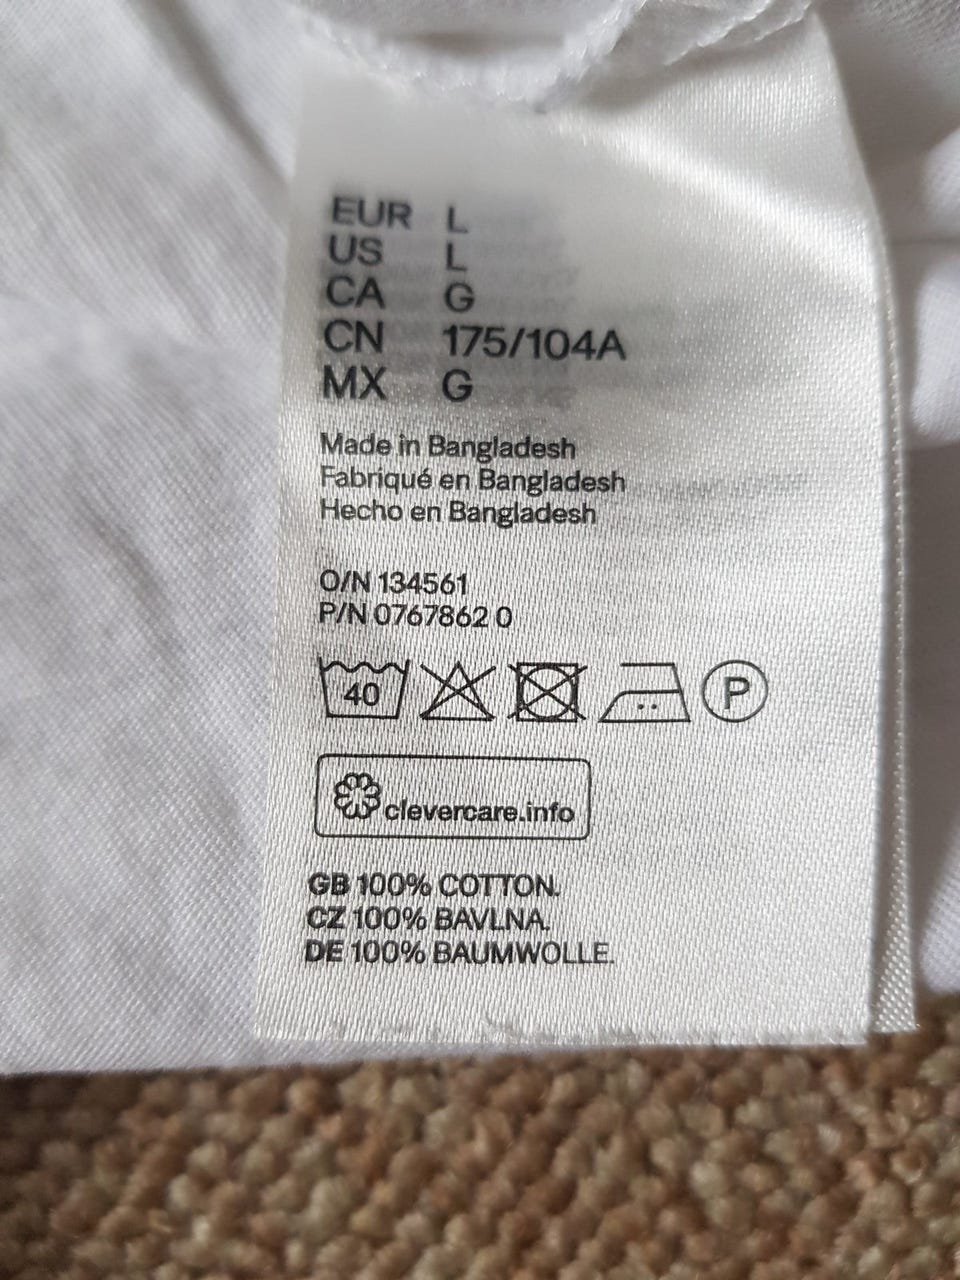 EUR L
US L
CA G
CN 175/104A
MX G
Made in Bangladesh
Fabriqué en Bangladesh
Hecho en Bangladesh
O/N 134561
P/N 0767862 0
40 P
clevercare.info
GB 100% COTTON.
CZ 100% BAVLNA.
DE 100% BAUMWOLLE.